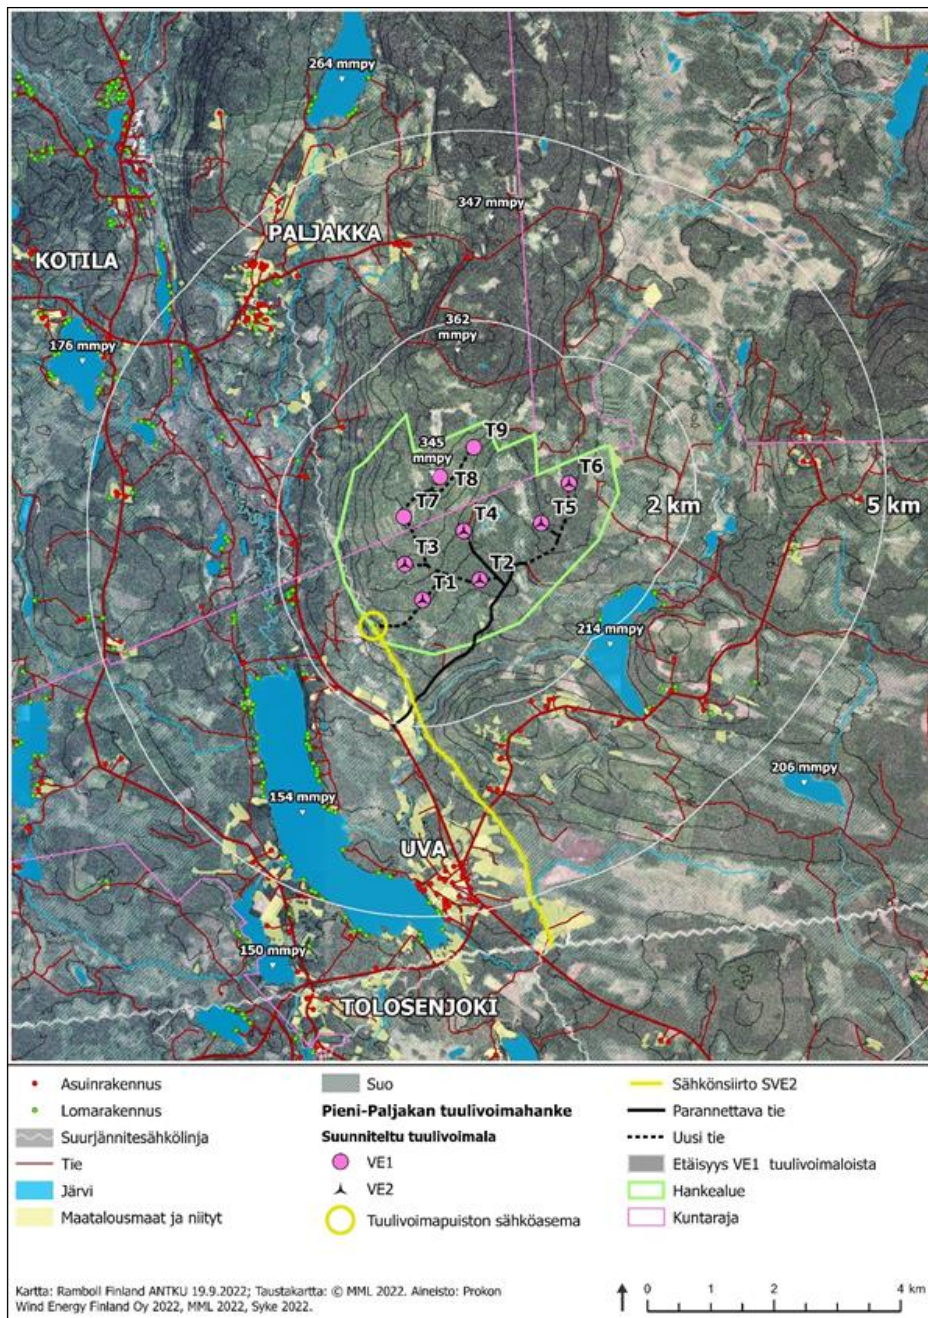 264 mmpy
347 mmpy
PALJAKKA
KOTILA
362
mmpy
176 mmpy
T9
345
mmpy
T8
T6
T7
T4
T5
2 km
5 km
T3
T2
T1
214 mmpy
206 mmpy
154 mmpy
UVA
150 mmpy
TOLOSENJOKI
Asuinrakennus
Lomarakennus
Suurjännitesähkölinja
Tie
Järvi
Maatalousmaat ja niityt
Suo
Pieni-Paljakan tuulivoimahanke
Suunniteltu tuulivoimala
VE1
VE2
Tuulivoimapuiston sähköasema
Sähkönsiirto SVE2
Parannettava tie
Uusi tie
Etäisyys VE1 tuulivoimaloista
Hankealue
Kuntaraja
Kartta: Ramboll Finland ANTKU 19.9.2022; Taustakartta: © MML 2022. Aineisto: Prokon
Wind Energy Finland Oy 2022, MML 2022, Syke 2022.
0 1 2 4 km